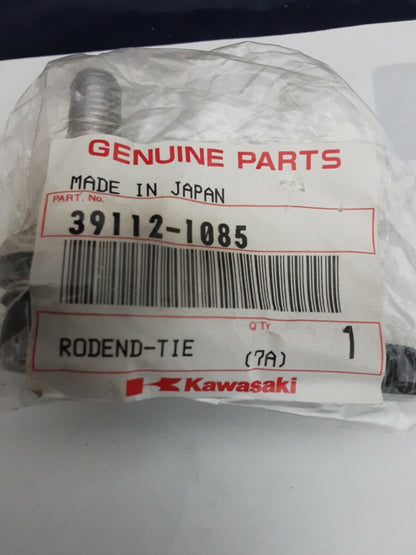 GENUINE PARTS
MADE IN JAPAN
PART. No.
39112-1085
Q'TY
RODEND-TIE (7A) 1
Kawasaki